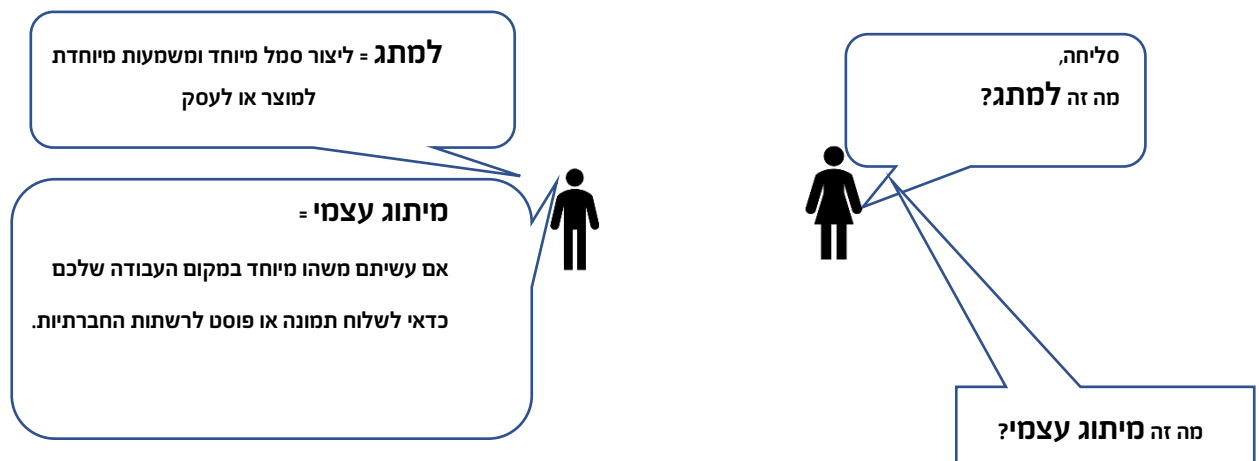 סליחה,
מה זה למתג?
למתג = ליצור סמל מיוחד ומשמעות מיוחדת
למוצר או לעסק
מה זה מיתוג עצמי?
מיתוג עצמי =
אם עשיתם משהו מיוחד במקום העבודה שלכם
כדאי לשלוח תמונה או פוסט לרשתות החברתיות.